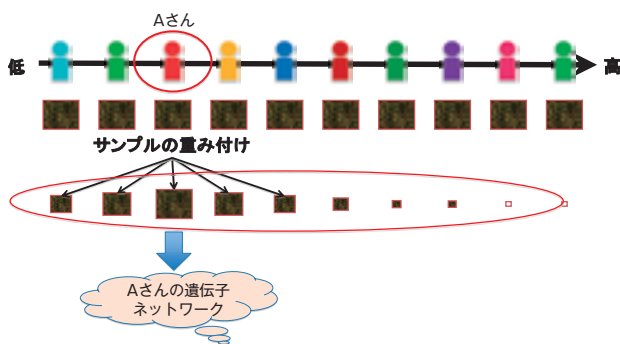 Aさん
低
高
サンプルの重み付け
Aさんの遺伝子
ネットワーク